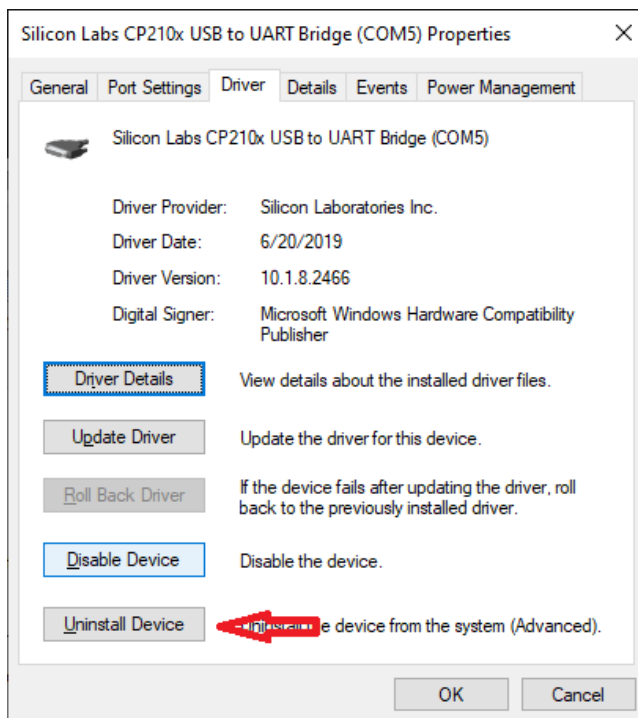 Silicon Labs CP210x USB to UART Bridge (COM5) Properties
General Port Settings Driver Details Events Power Management
Silicon Labs CP210x USB to UART Bridge (COM5)
Driver Provider: Silicon Laboratories Inc.
Driver Date: 6/20/2019
Driver Version: 10.1.8.2466
Digital Signer: Microsoft Windows Hardware Compatibility
Publisher
Driver Details View details about the installed driver files.
Update Driver Update the driver for this device.
Roll Back Driver If the device fails after updating the driver, roll
back to the previously installed driver.
Disable Device Disable the device.
Uninstall Device device from the system (Advanced).
OK Cancel